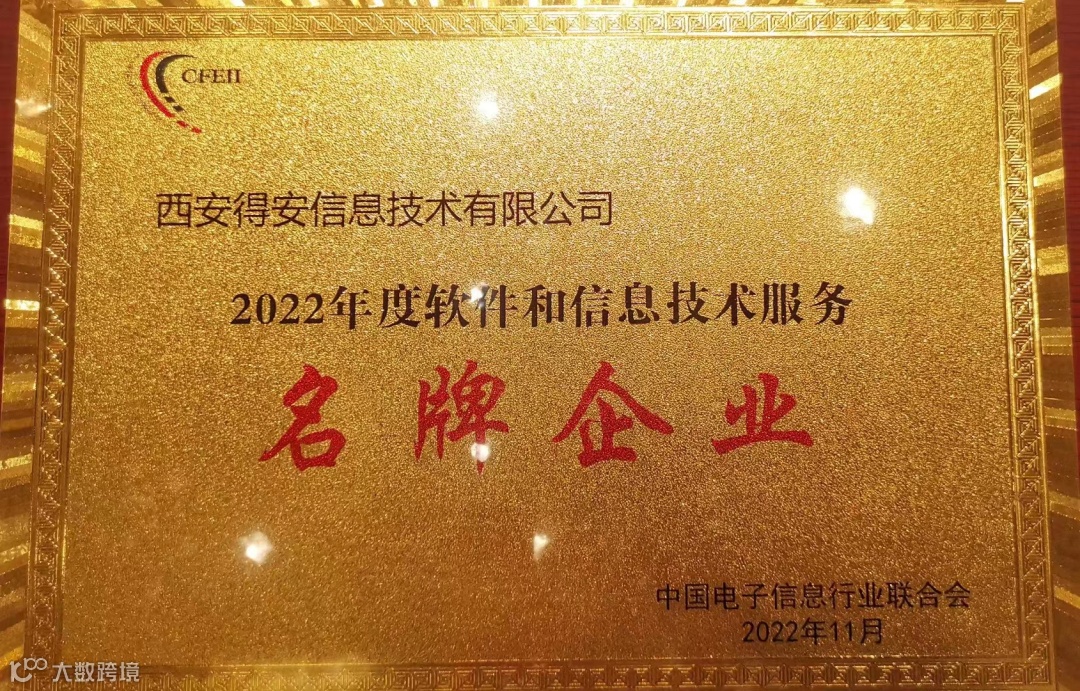 CFEII
西安得安信息技术有限公司
2022年度软件和信息技术服务
名牌企业
中国电子信息行业联合会
2022年11月
大数跨境